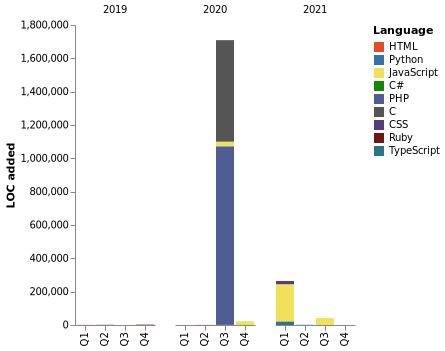 2019 2020 2021
LOC added
1,800,000
1,600,000
1,400,000
1,200,000
1,000,000
800,000
600,000
400,000
200,000
0
Q1 Q2 Q3 Q4 Q1 Q2 Q3 Q4 Q1 Q2 Q3 Q4
Language
HTML
Python
JavaScript
C#
PHP
C
CSS
Ruby
TypeScript